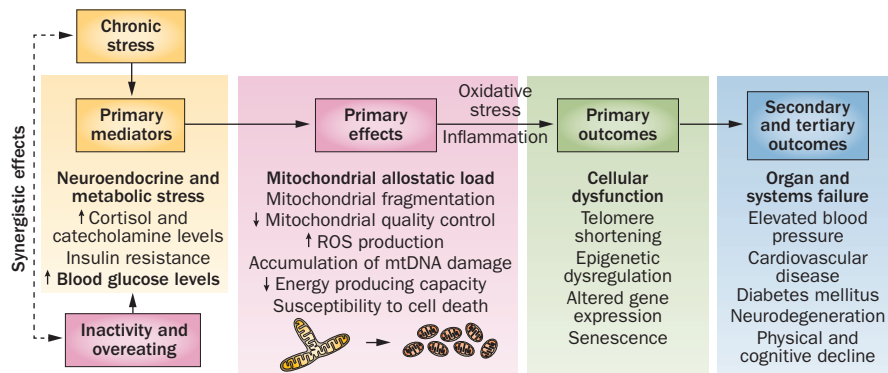 Chronic
stress
Synergistic effects
Primary
mediators
Neuroendocrine and
metabolic stress
↑ Cortisol and
catecholamine levels
Insulin resistance
↑ Blood glucose levels
Inactivity and
overeating
Primary
effects
Mitochondrial allostatic load
Mitochondrial fragmentation
↓ Mitochondrial quality control
↑ ROS production
Accumulation of mtDNA damage
↓ Energy producing capacity
Susceptibility to cell death
Oxidative
stress
Inflammation
Primary
outcomes
Cellular
dysfunction
Telomere
shortening
Epigenetic
dysregulation
Altered gene
expression
Senescence
Secondary
and tertiary
outcomes
Organ and
systems failure
Elevated blood
pressure
Cardiovascular
disease
Diabetes mellitus
Neurodegeneration
Physical and
cognitive decline